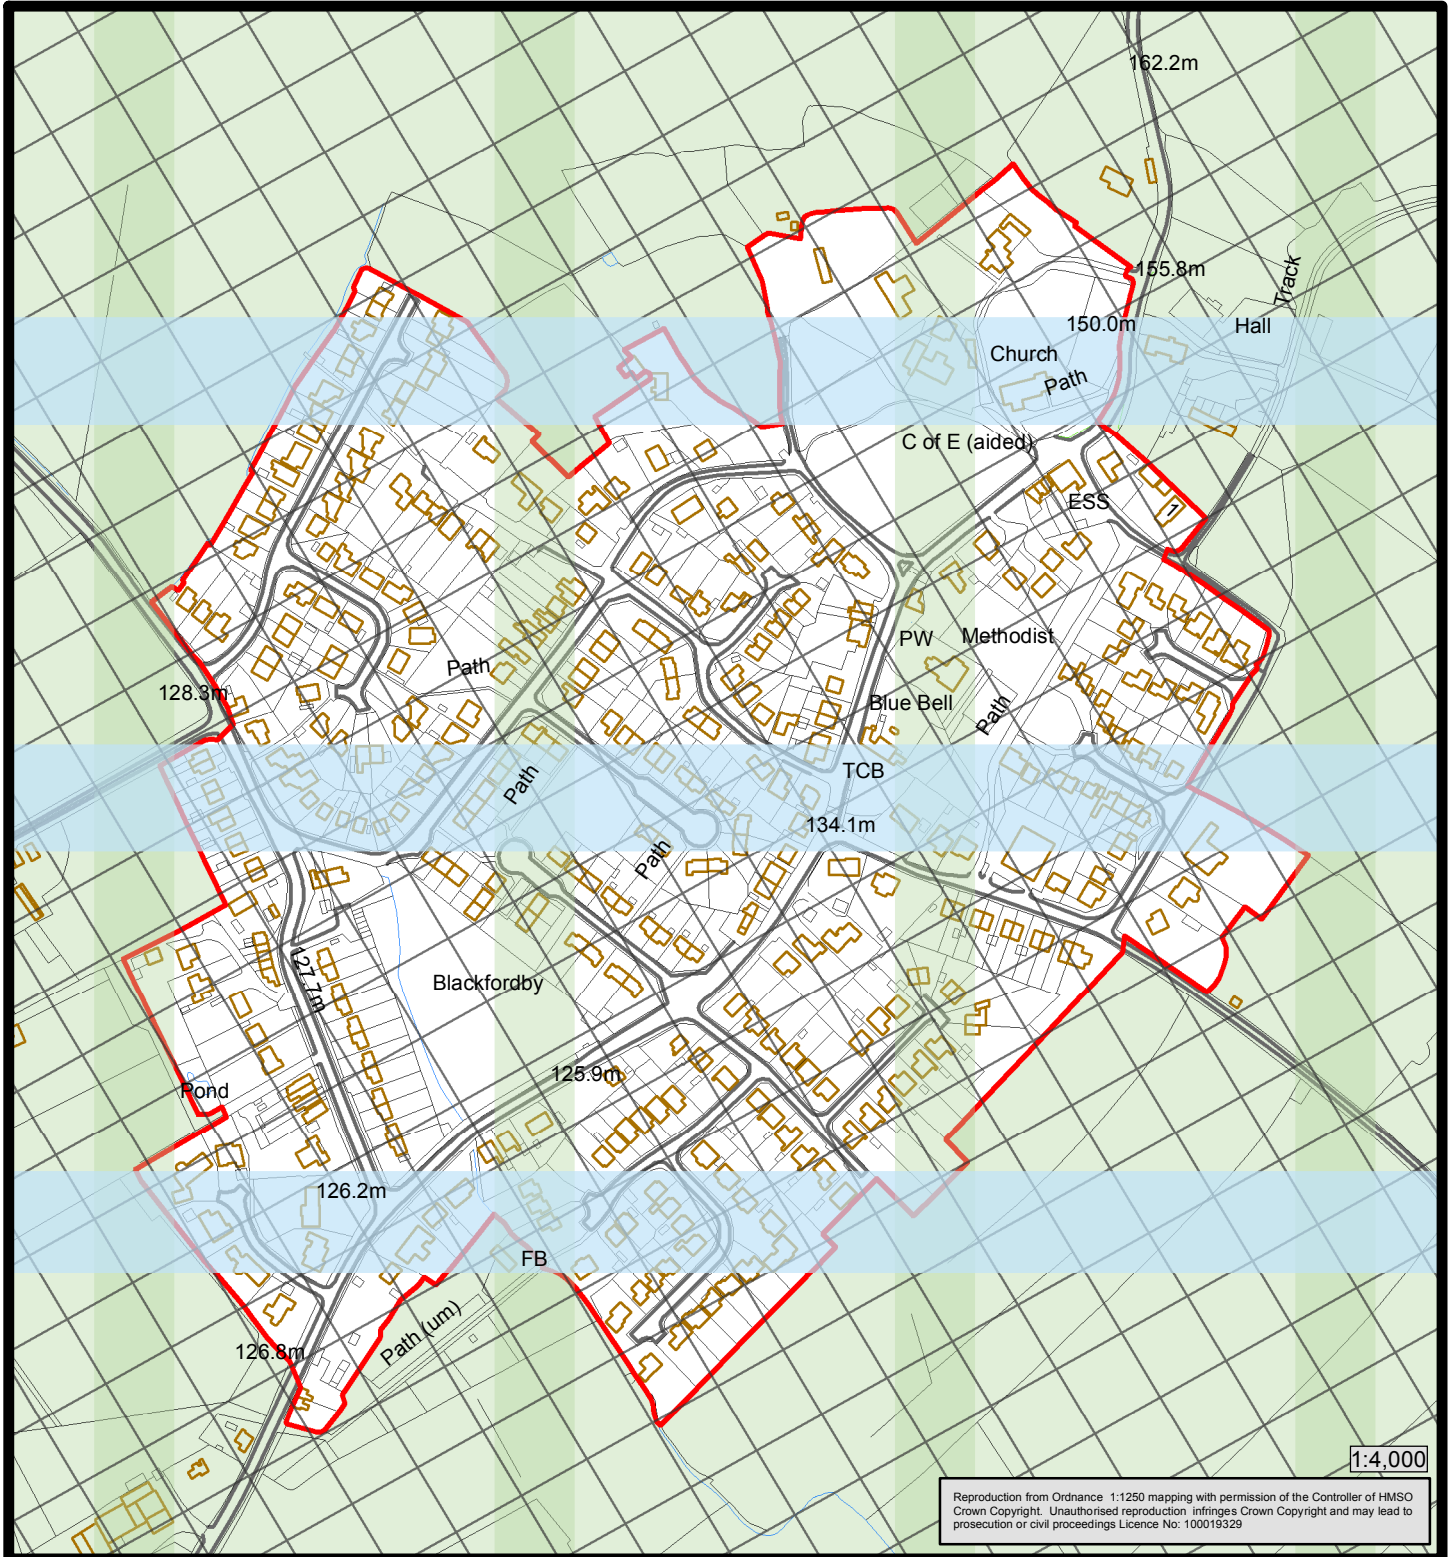 162.2m
155.8m
Track
150.0m
Hall
Church
Path
C of E (aided)
ESS
1
PW
Methodist
Path
128.3m
Blue Bell
Path
TCB
Path
134.1m
Path
127.7m
Blackfordby
125.9m
Pond
126.2m
FB
Path (um)
126.8m
1:4,000
Reproduction from Ordnance 1:1250 mapping with permission of the Controller of HMSO
Crown Copyright. Unauthorised reproduction infringes Crown Copyright and may lead to
prosecution or civil proceedings Licence No: 100019329